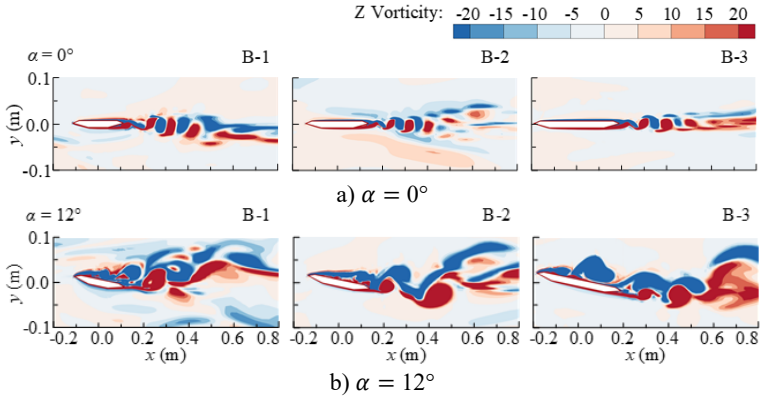 Z Vorticity: -20 -15 -10 -5 0 5 10 15 20
α = 0° B-1 B-2 B-3
0.1
y (m) 0.0
-0.1
a) α = 0°
α = 12° B-1 B-2 B-3
0.1
y (m) 0.0
-0.1
-0.2 0.0 0.2 0.4 0.6 0.8 -0.2 0.0 0.2 0.4 0.6 0.8 -0.2 0.0 0.2 0.4 0.6 0.8
x (m) x (m) x (m)
b) α = 12°